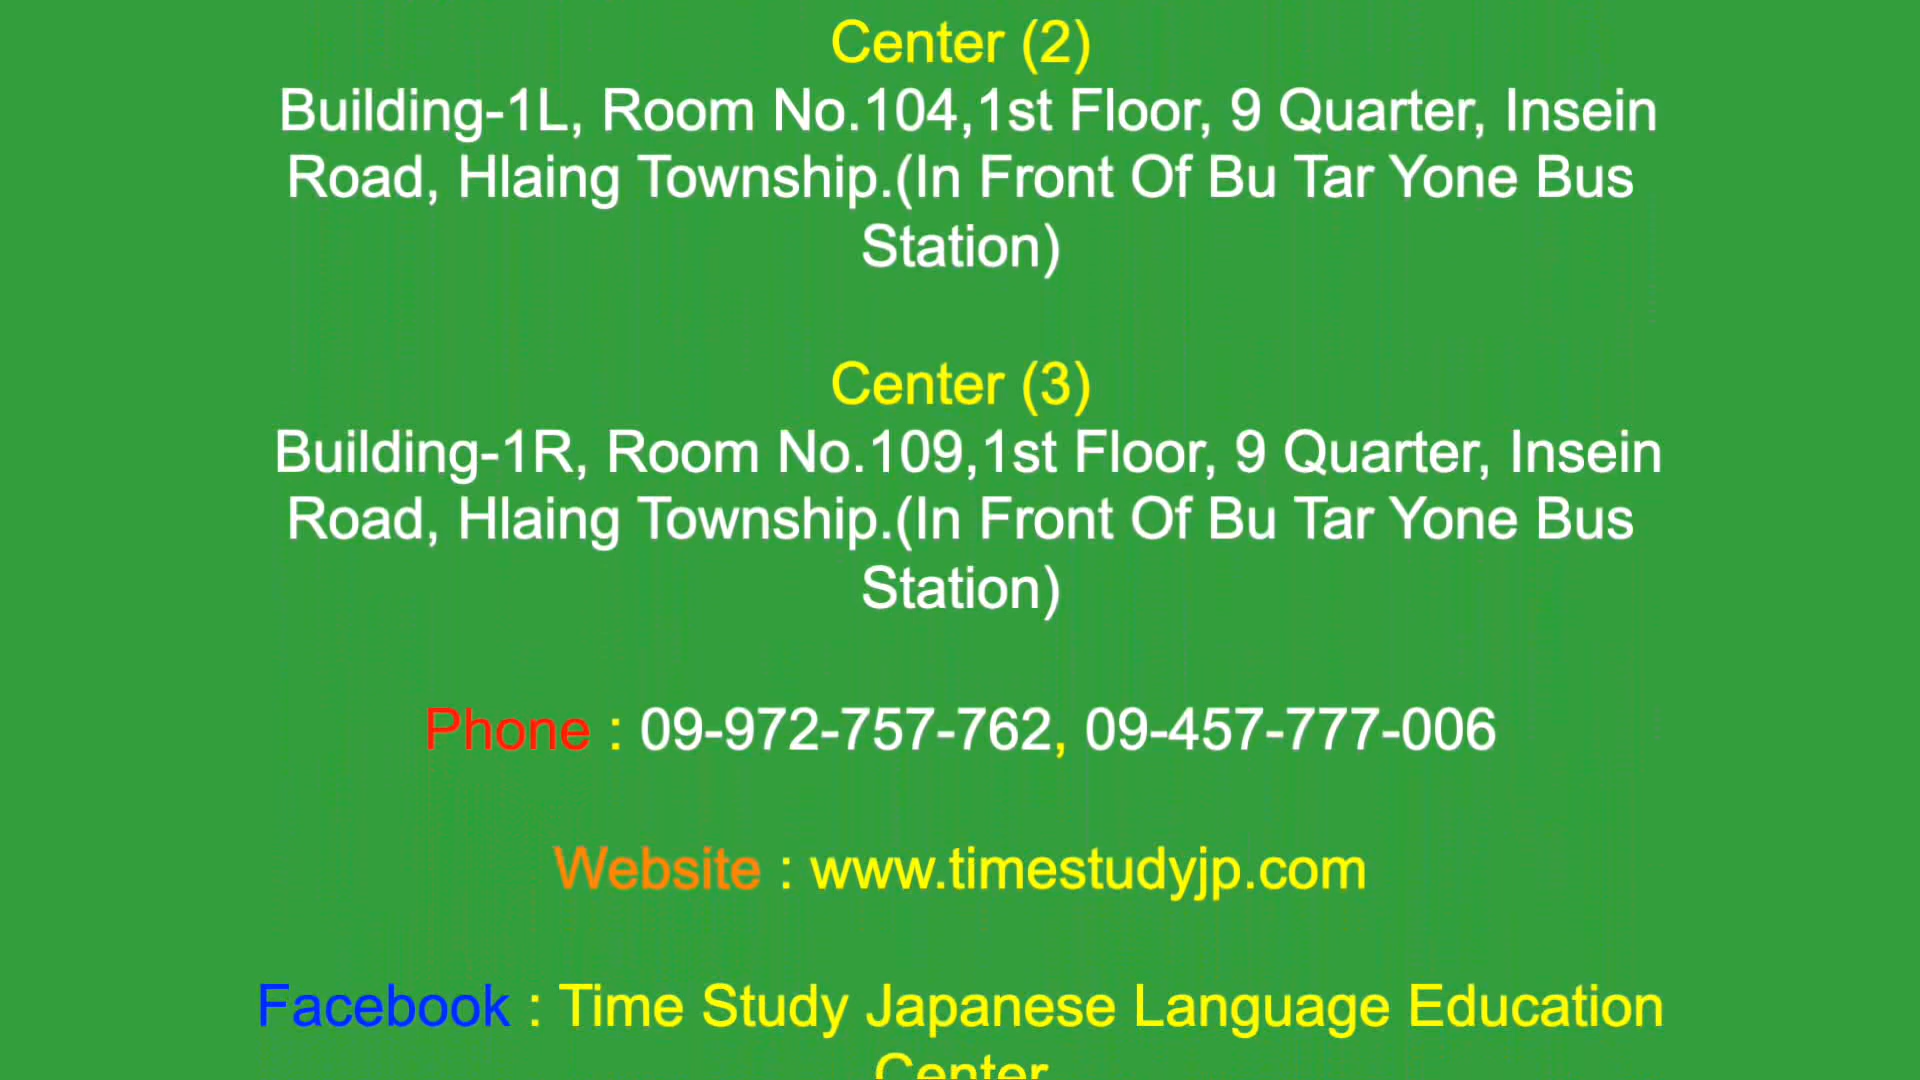 Center (2)
Building-1L, Room No.104,1st Floor, 9 Quarter, Insein
Road, Hlaing Township.(In Front Of Bu Tar Yone Bus
Station)
Center (3)
Building-1R, Room No.109,1st Floor, 9 Quarter, Insein
Road, Hlaing Township.(In Front Of Bu Tar Yone Bus
Station)
Phone : 09-972-757-762, 09-457-777-006
Website : www.timestudyjp.com
Facebook : Time Study Japanese Language Education
Center